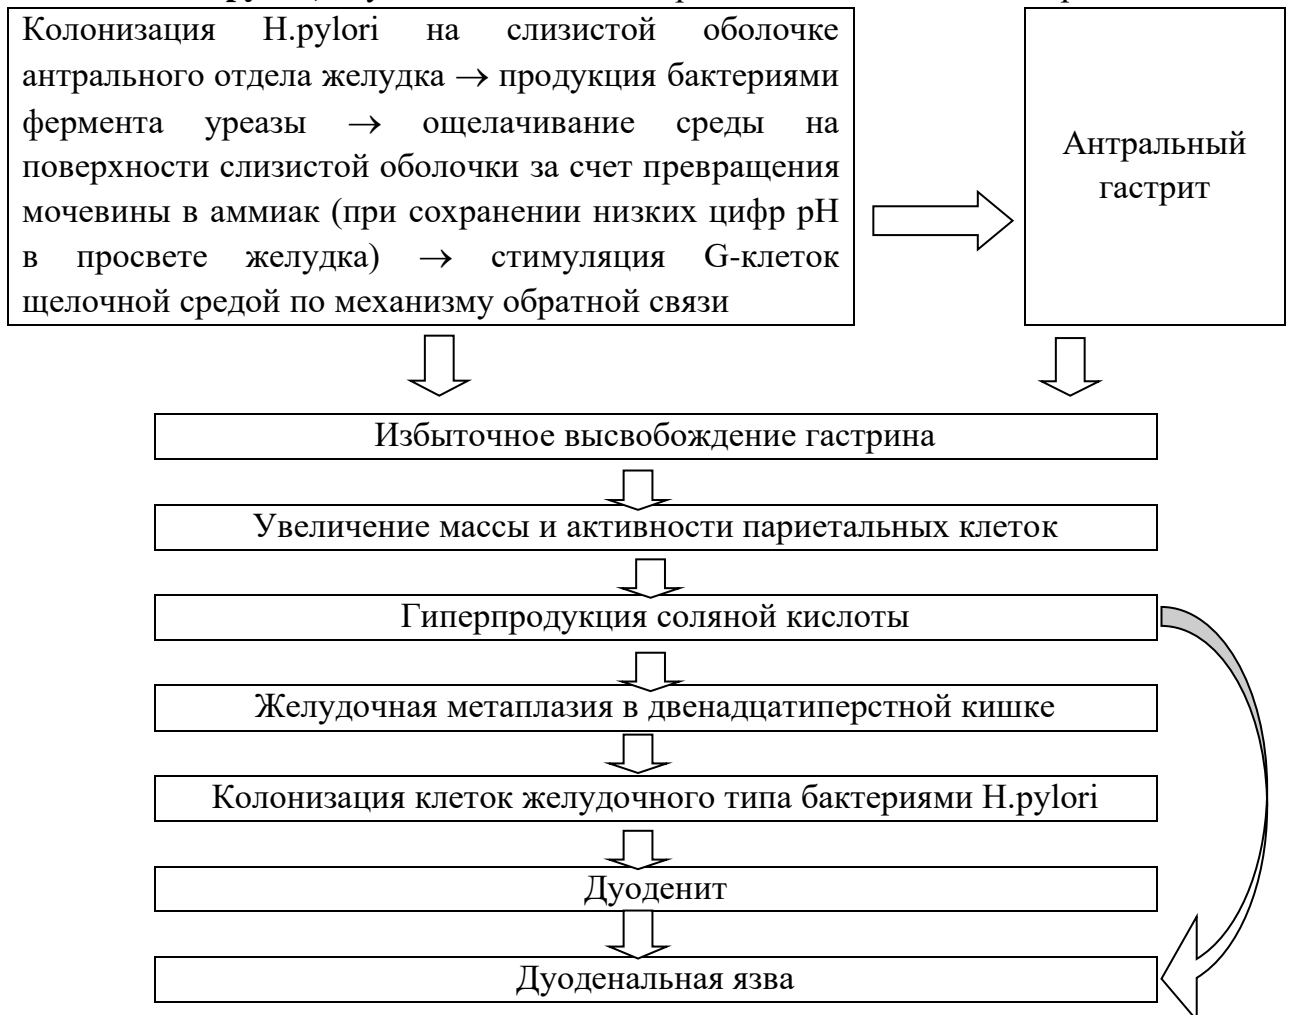 Колонизация H.pylori на слизистой оболочке
антрального отдела желудка → продукция бактериями
фермента уреазы → ощелачивание среды на
поверхности слизистой оболочки за счет превращения
мочевины в аммиак (при сохранении низких цифр рН
в просвете желудка) → стимуляция G-клеток
щелочной средой по механизму обратной связи
Антральный
гастрит
Избыточное высвобождение гастрина
Увеличение массы и активности париетальных клеток
Гиперпродукция соляной кислоты
Желудочная метаплазия в двенадцатиперстной кишке
Колонизация клеток желудочного типа бактериями H.pylori
Дуоденит
Дуоденальная язва